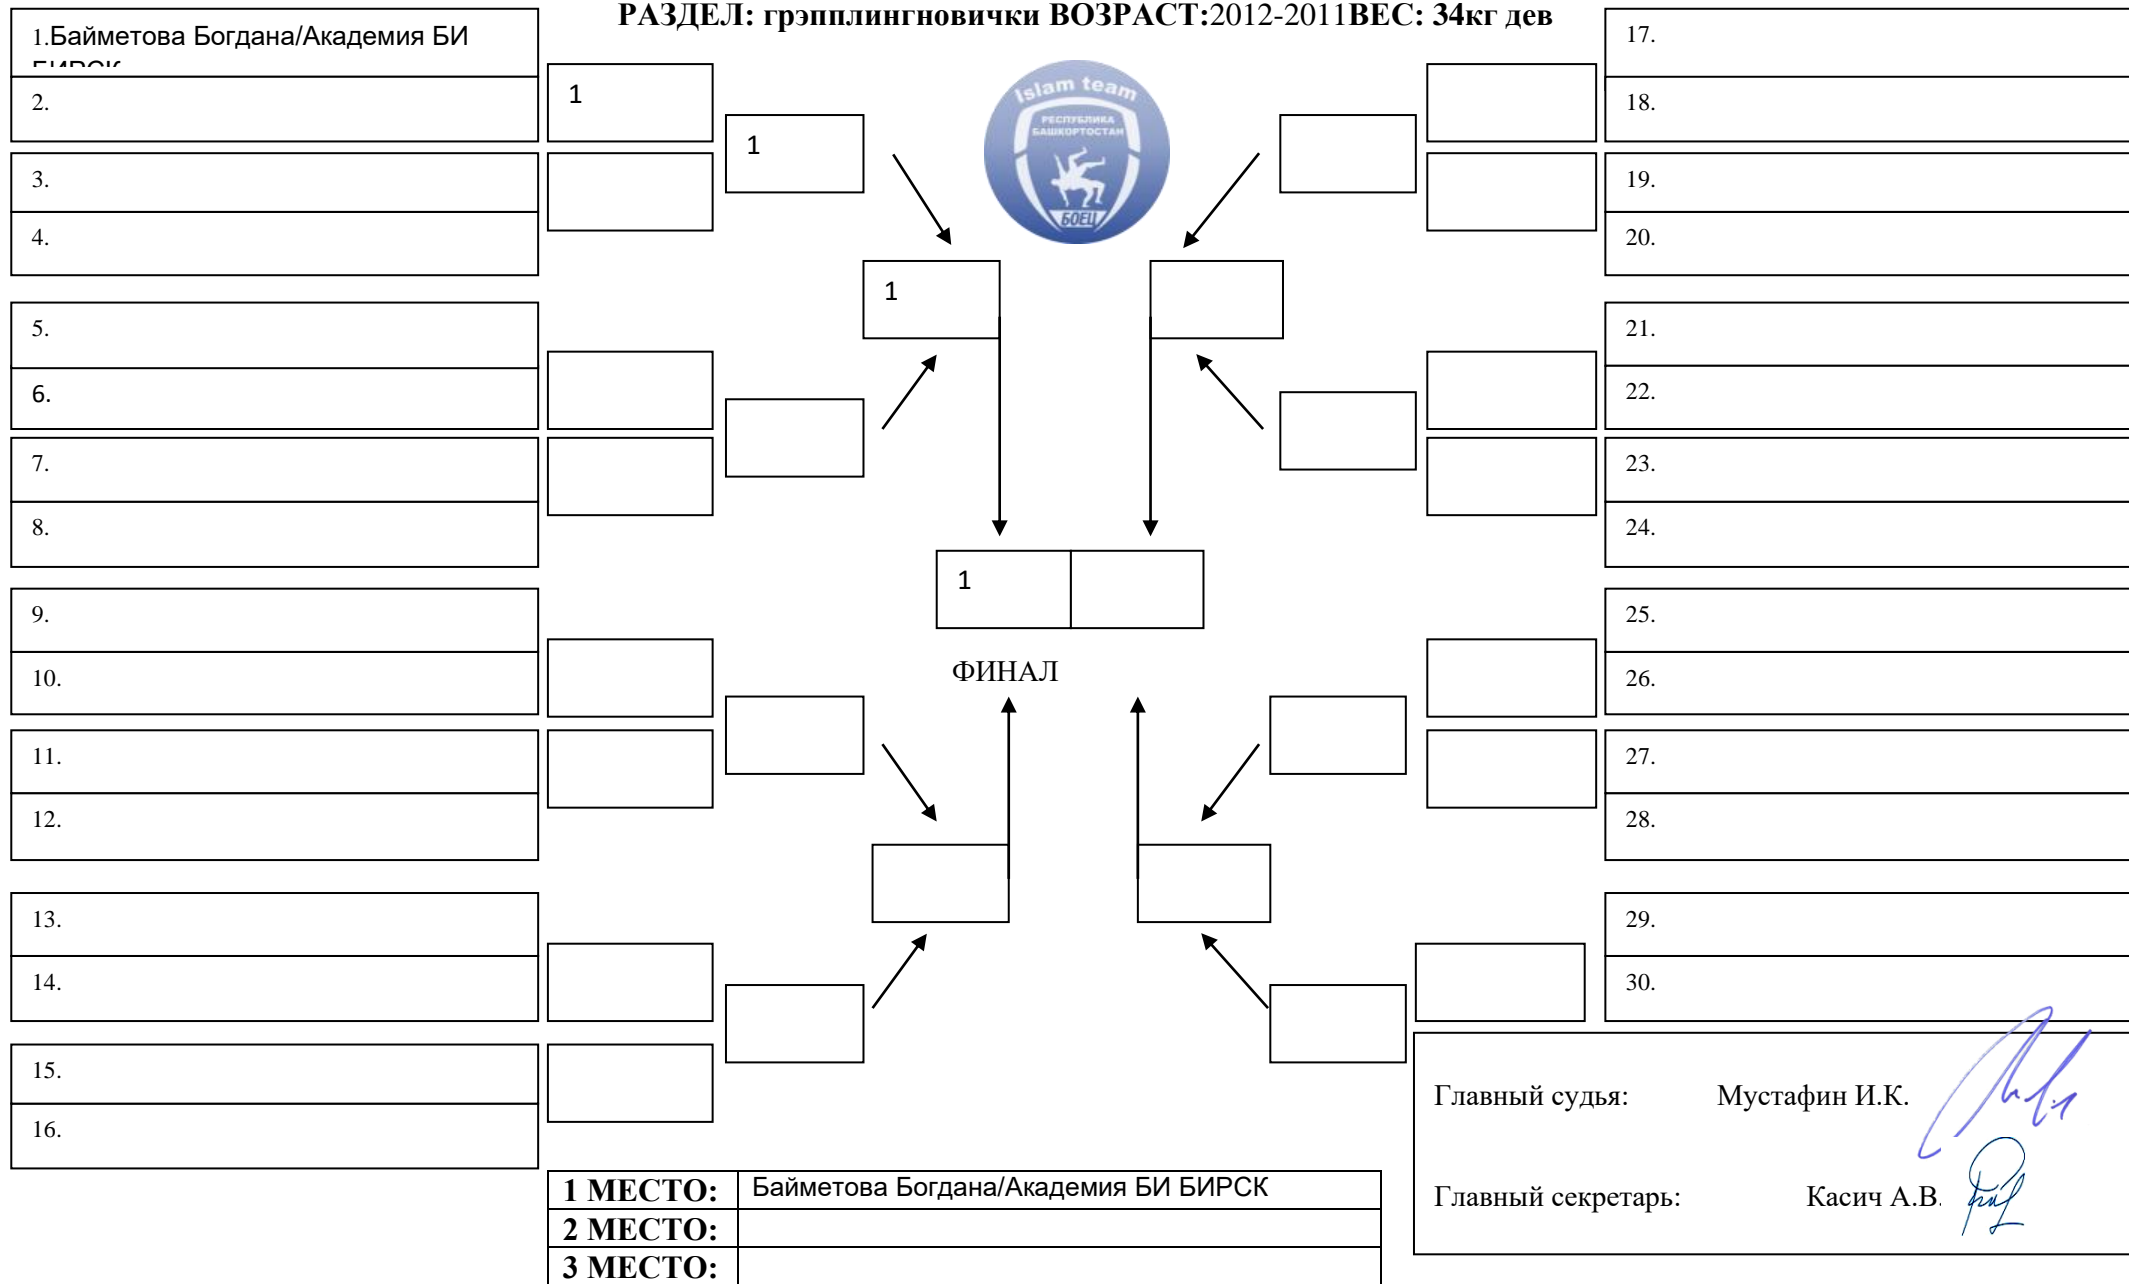 РАЗДЕЛ: грэпплингновички ВОЗРАСТ:2012-2011ВЕС: 34кг дев
1.Байметова Богдана/Академия БИ
БИРСК
2.
3.
4.
5.
6.
7.
8.
9.
10.
11.
12.
13.
14.
15.
16.
1
1
1
1
ФИНАЛ
Islam team
РЕСПУБЛИКА
БАШКОРТОСТАН
БОЕЦ
17.
18.
19.
20.
21.
22.
23.
24.
25.
26.
27.
28.
29.
30.
Главный судья: Мустафин И.К.
Главный секретарь: Касич А.В.
1 МЕСТО: Байметова Богдана/Академия БИ БИРСК
2 МЕСТО:
3 МЕСТО: